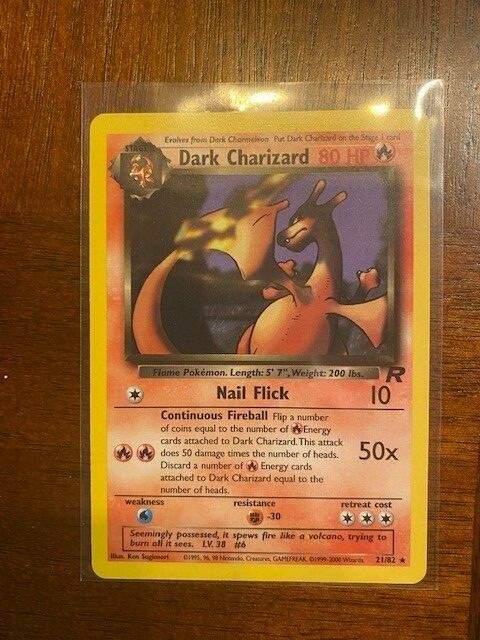 Evolves from Dark Charmeleon Put Dark Charizard on the Stage 1 card
STAGE 2
Dark Charizard 80 HP
Flame Pokémon. Length: 5' 7", Weight: 200 lbs.
R
Nail Flick 10
Continuous Fireball Flip a number
of coins equal to the number of Energy
cards attached to Dark Charizard. This attack
does 50 damage times the number of heads.
Discard a number of Energy cards
attached to Dark Charizard equal to the
number of heads.
50x
weakness resistance retreat cost
-30
Seemingly possessed, it spews fire like a volcano, trying to
burn all it sees. LV. 38 #6
Illus. Ken Sugimori ©1995, 96, 98 Nintendo, Creatures, GAMEFREAK. ©1999-2000 Wizards. 21/82 ★